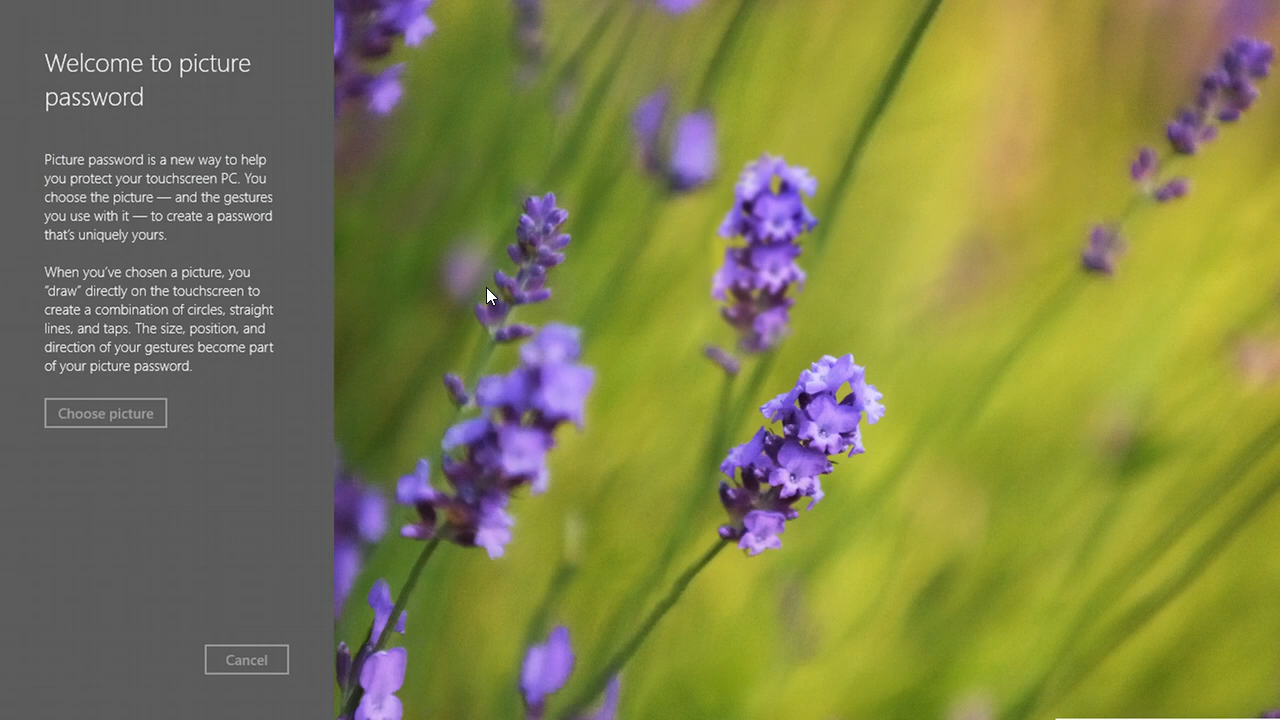 Welcome to picture
password
Picture password is a new way to help
you protect your touchscreen PC. You
choose the picture — and the gestures
you use with it — to create a password
that's uniquely yours.
When you've chosen a picture, you
“draw” directly on the touchscreen to
create a combination of circles, straight
lines, and taps. The size, position, and
direction of your gestures become part
of your picture password.
Choose picture
Cancel